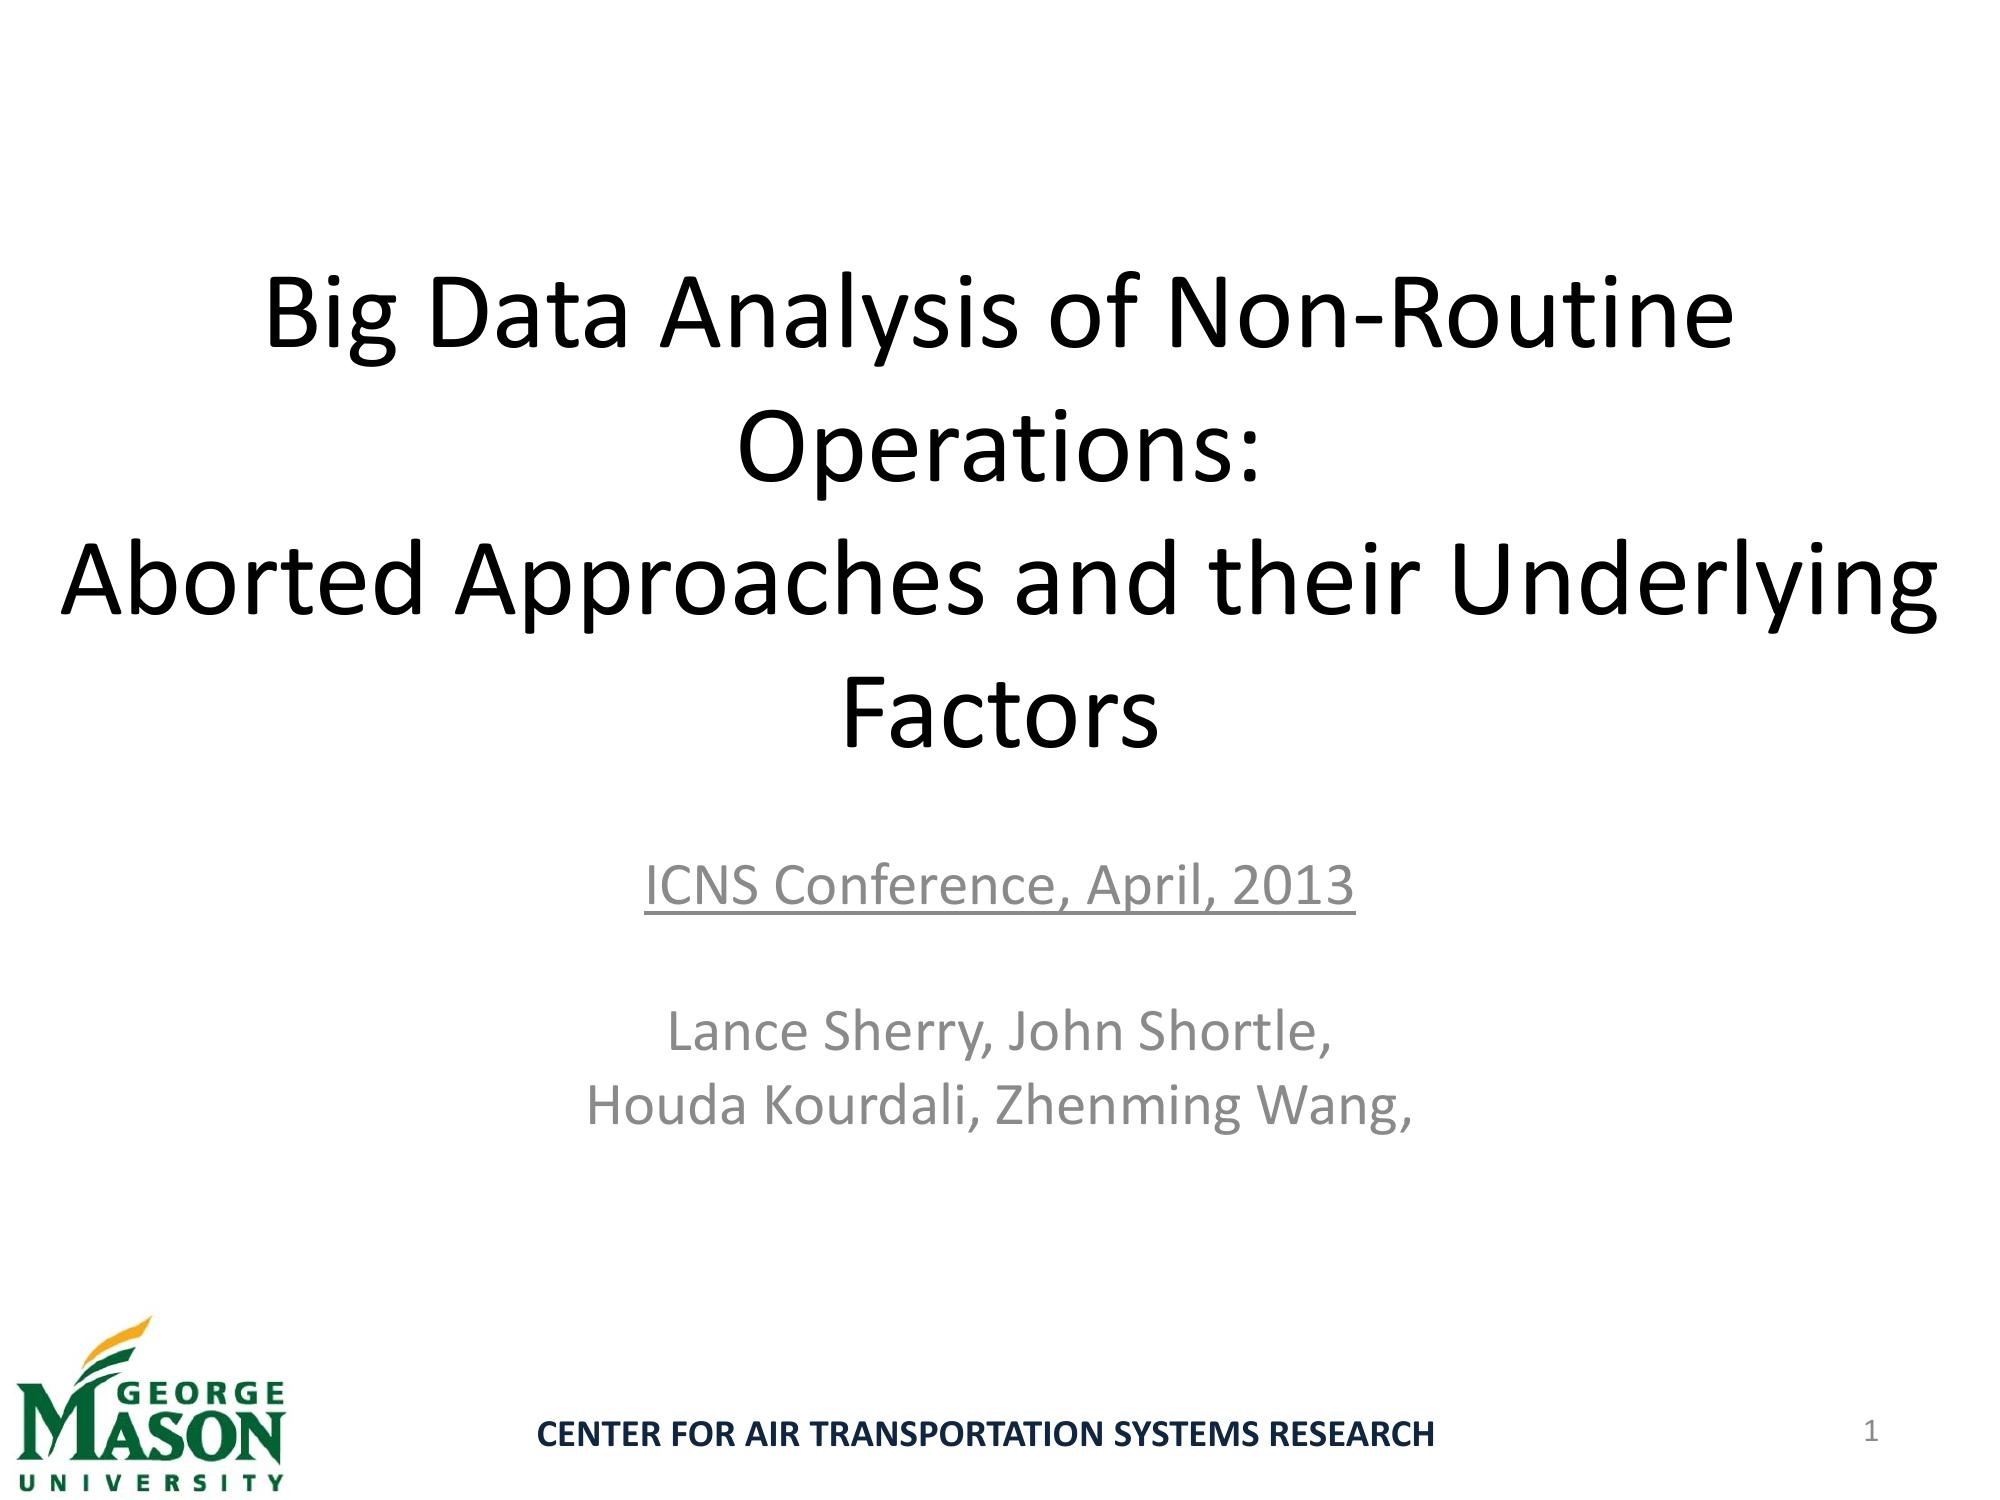 Big Data Analysis of Non-Routine
Operations:
Aborted Approaches and their Underlying
Factors
ICNS Conference, April, 2013
Lance Sherry, John Shortle,
Houda Kourdali, Zhenming Wang,
GEORGE
MASON
UNIVERSITY
CENTER FOR AIR TRANSPORTATION SYSTEMS RESEARCH
1